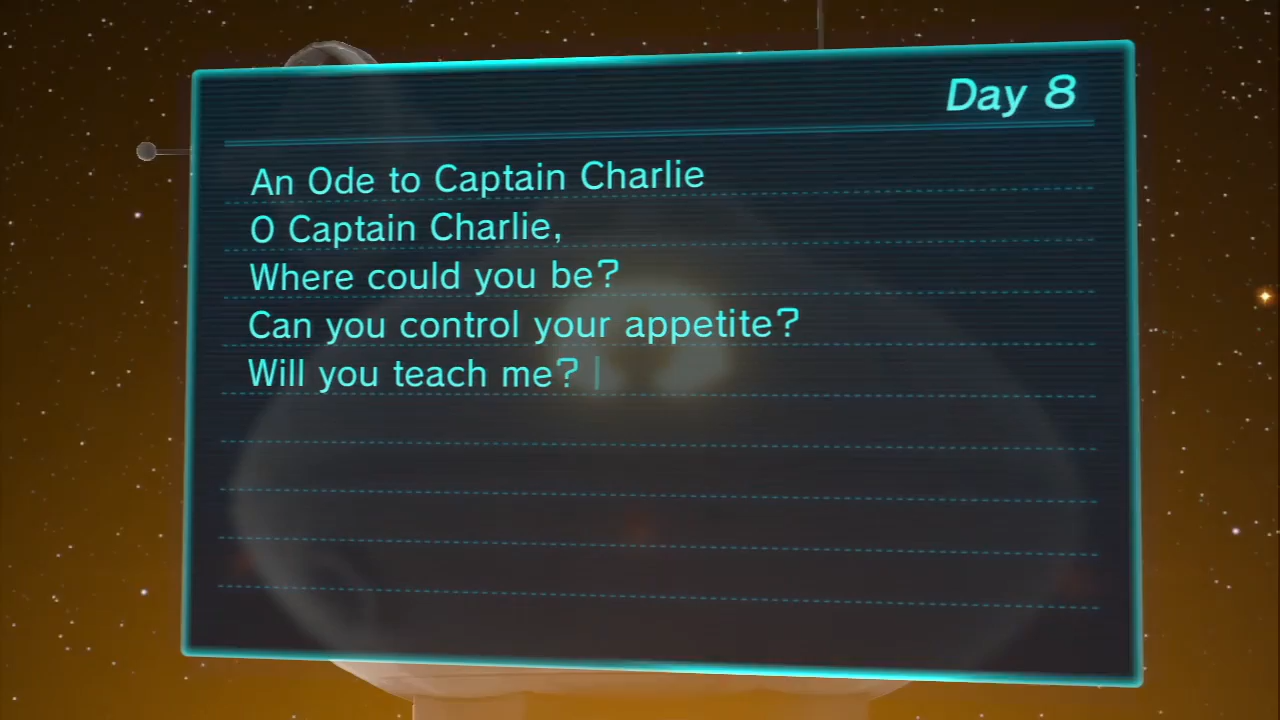 Day 8
An Ode to Captain Charlie
O Captain Charlie,
Where could you be?
Can you control your appetite?
Will you teach me?